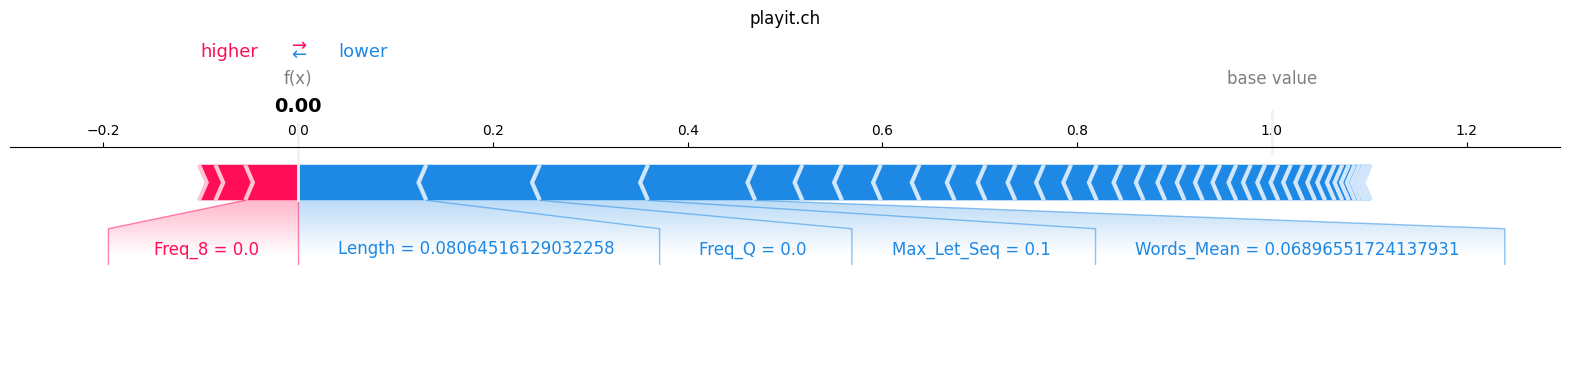 playit.ch
higher ⇄ lower
f(x)
base value
0.00
−0.2 0.0 0.2 0.4 0.6 0.8 1.0 1.2
Freq_8 = 0.0 Length = 0.08064516129032258 Freq_Q = 0.0 Max_Let_Seq = 0.1 Words_Mean = 0.06896551724137931